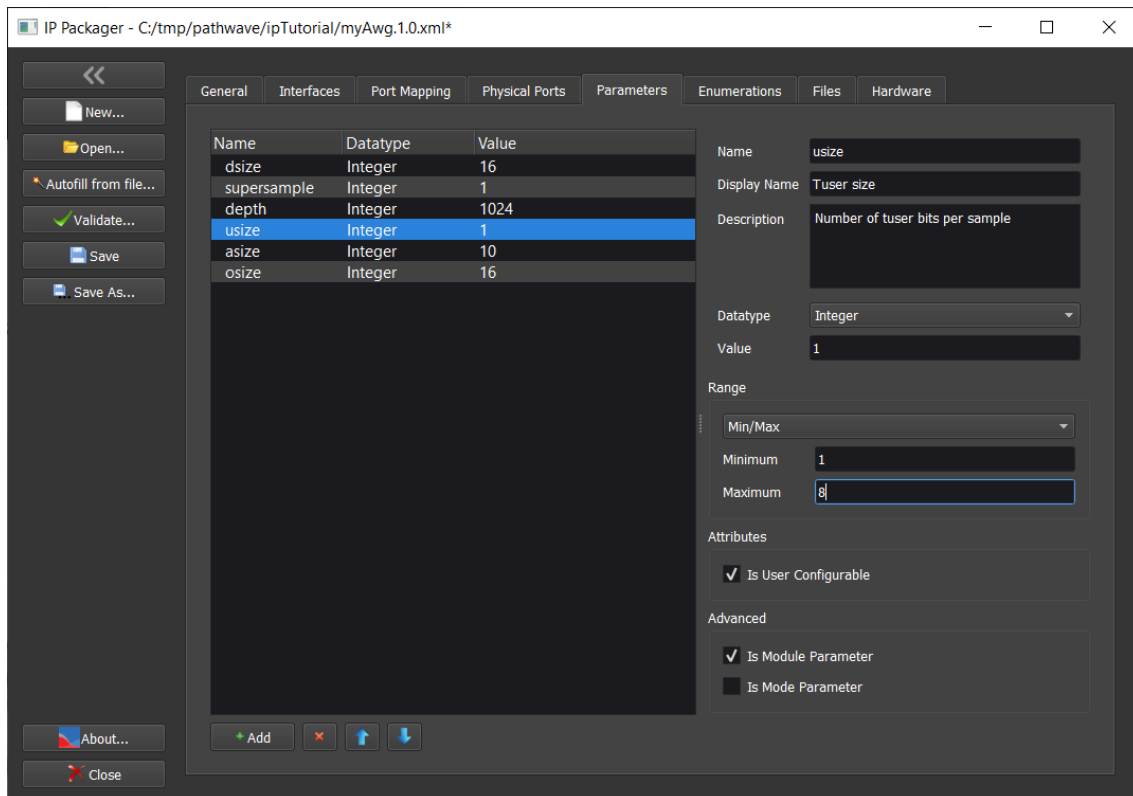 IP Packager - C:/tmp/pathwave/ipTutorial/myAwg.1.0.xml*
New...
Open...
Autofill from file...
Validate...
Save
Save As...
About...
Close
General Interfaces Port Mapping Physical Ports Parameters Enumerations Files Hardware
Name Datatype Value
dsize Integer 16
supersample Integer 1
depth Integer 1024
usize Integer 1
asize Integer 10
osize Integer 16
+ Add
Name usize
Display Name Tuser size
Description Number of tuser bits per sample
Datatype Integer
Value 1
Range
Min/Max
Minimum 1
Maximum 8
Attributes
Is User Configurable
Advanced
Is Module Parameter
Is Mode Parameter